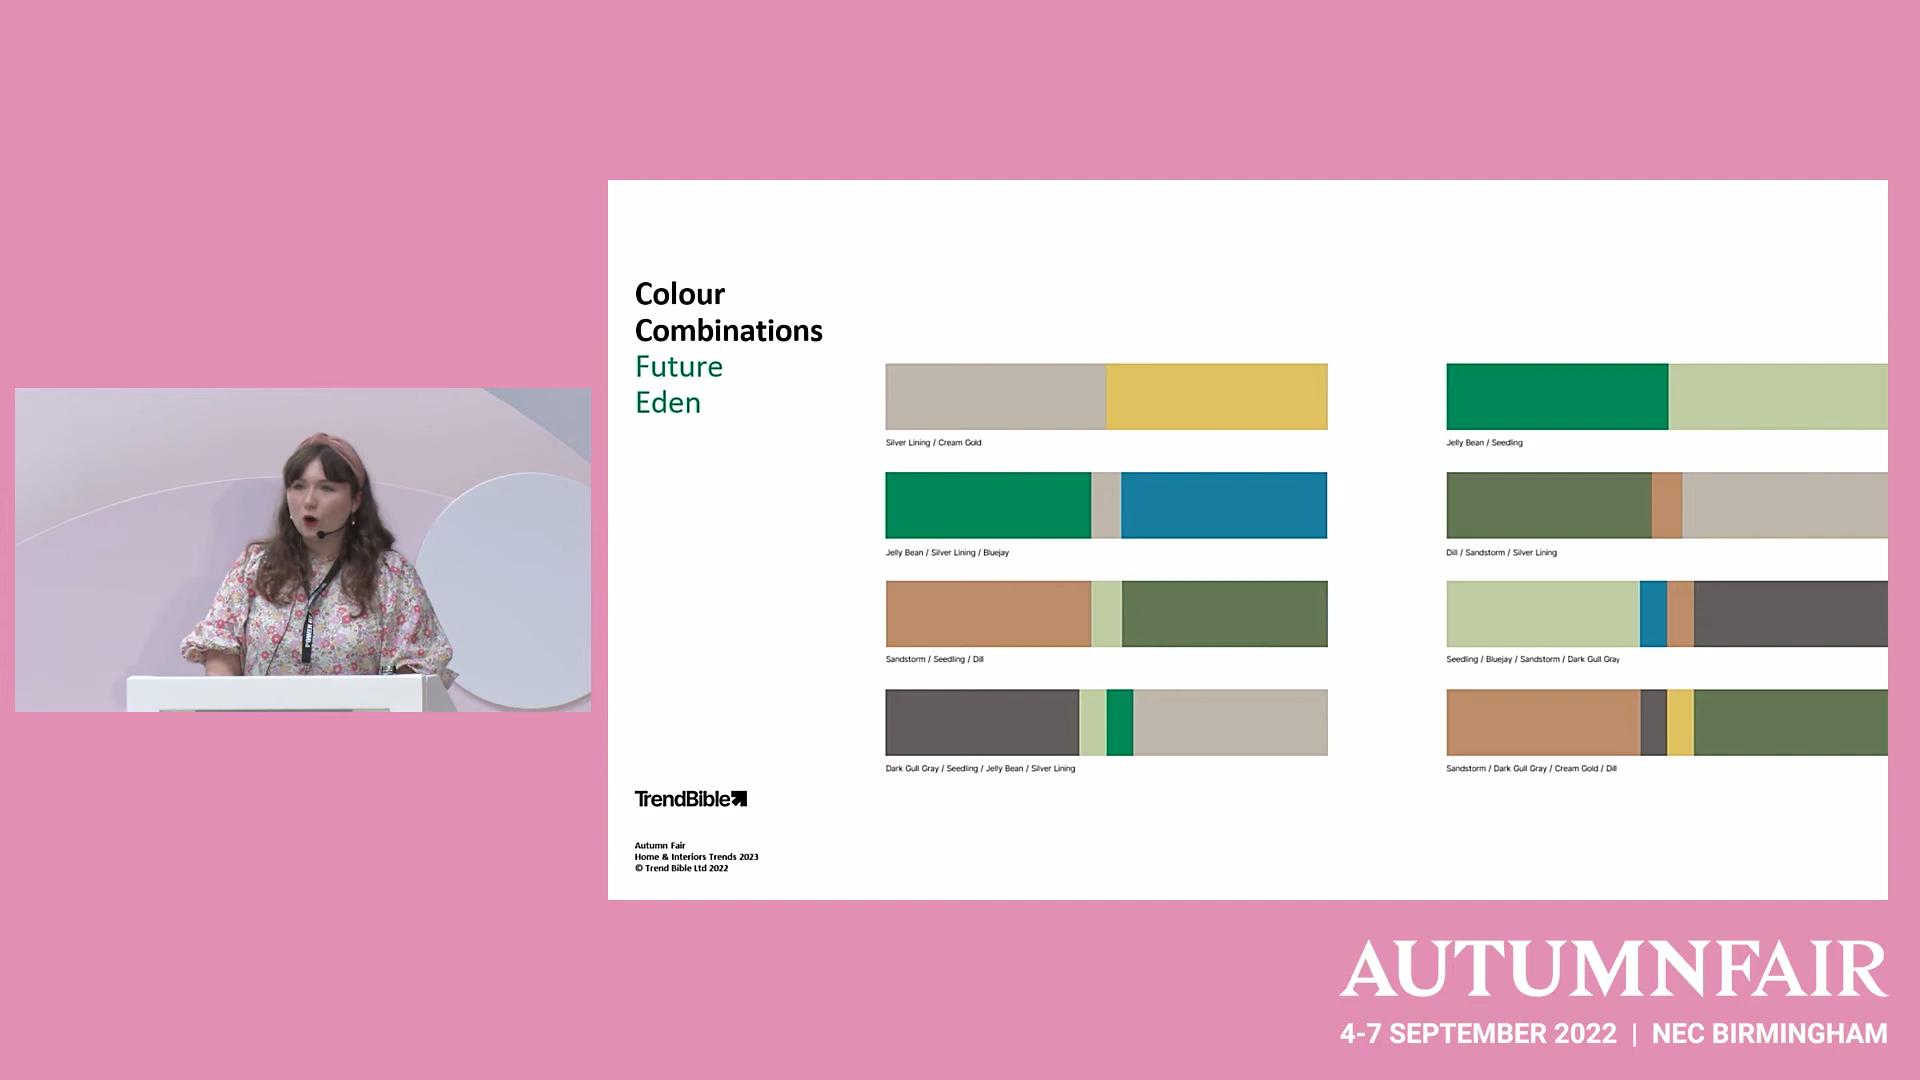 Colour
Combinations
Future
Eden
Silver Lining / Cream Gold
Jelly Bean / Seedling
Jelly Bean / Silver Lining / Bluejay
Dill / Sandstorm / Silver Lining
Sandstorm / Seedling / Dill
Seedling / Bluejay / Sandstorm / Dark Gull Gray
Dark Gull Gray / Seedling / Jelly Bean / Silver Lining
Sandstorm / Dark Gull Gray / Cream Gold / Dill
TrendBible
Autumn Fair
Home & Interiors Trends 2023
© Trend Bible Ltd 2022
AUTUMNFAIR
4-7 SEPTEMBER 2022 | NEC BIRMINGHAM